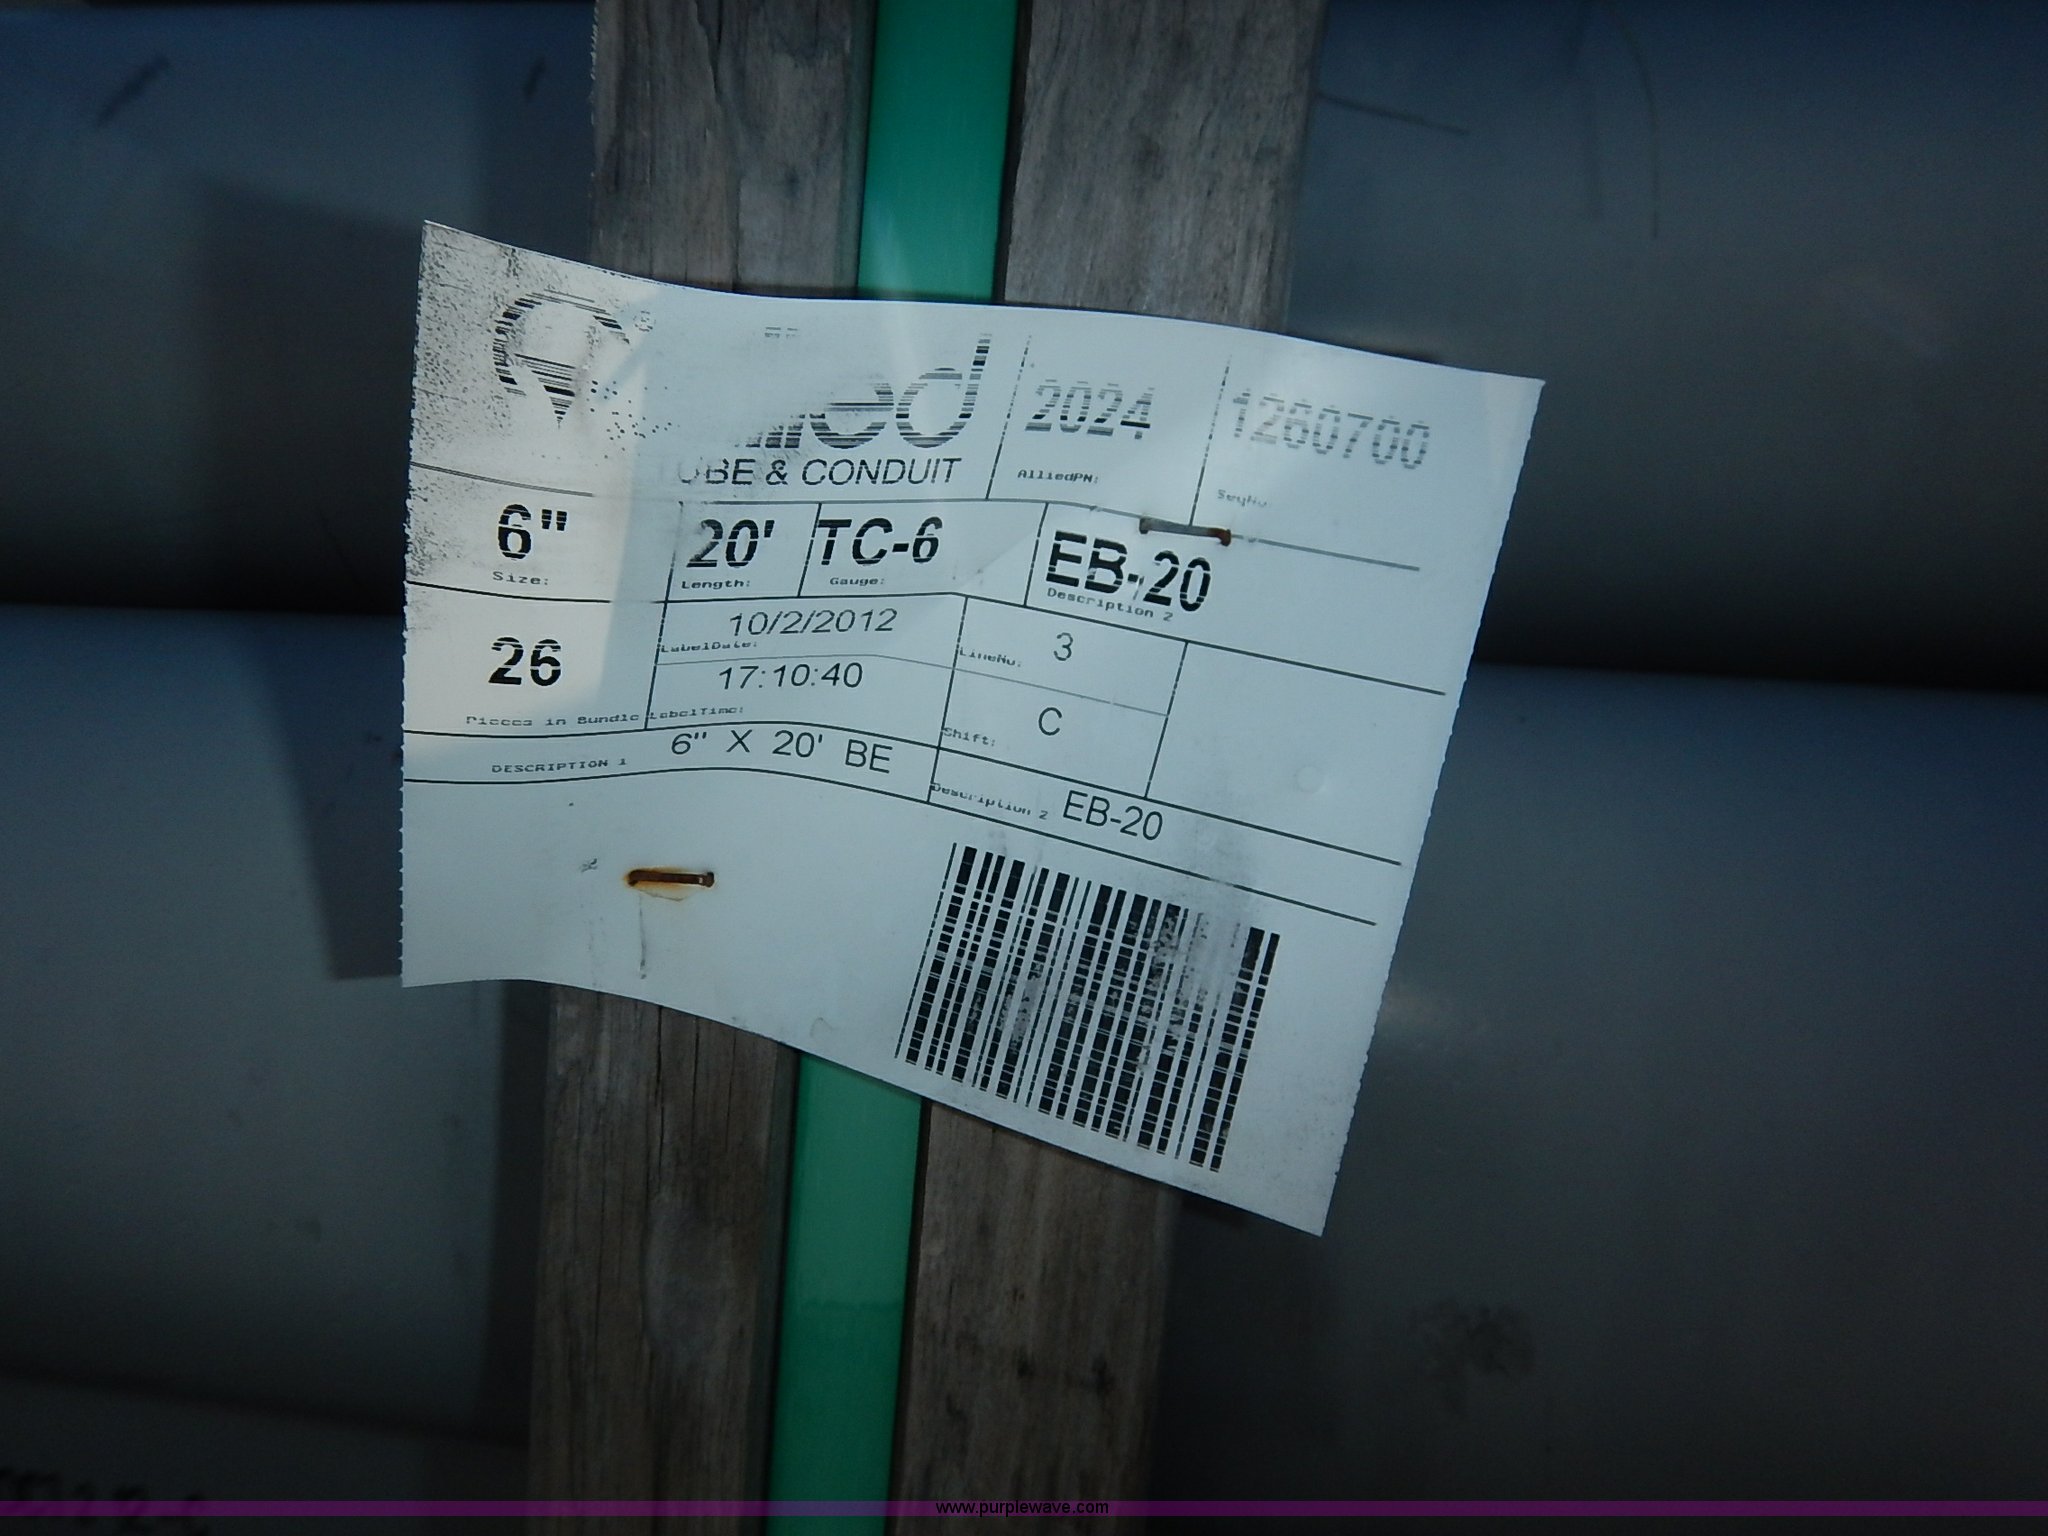 ® 
UBE & CONDUIT
2024
AlliedPN:
1260700
SeqNo
6"
Size:
20'
Length:
TC-6
Gauge:
EB-20
Description 2
26
Pieces in Bundle
10/2/2012
LabelDate:
17:10:40
LabelTime:
LineNo:
3
Shift:
C
DESCRIPTION 1
6" X 20' BE
Description 2
EB-20
www.purplewave.com